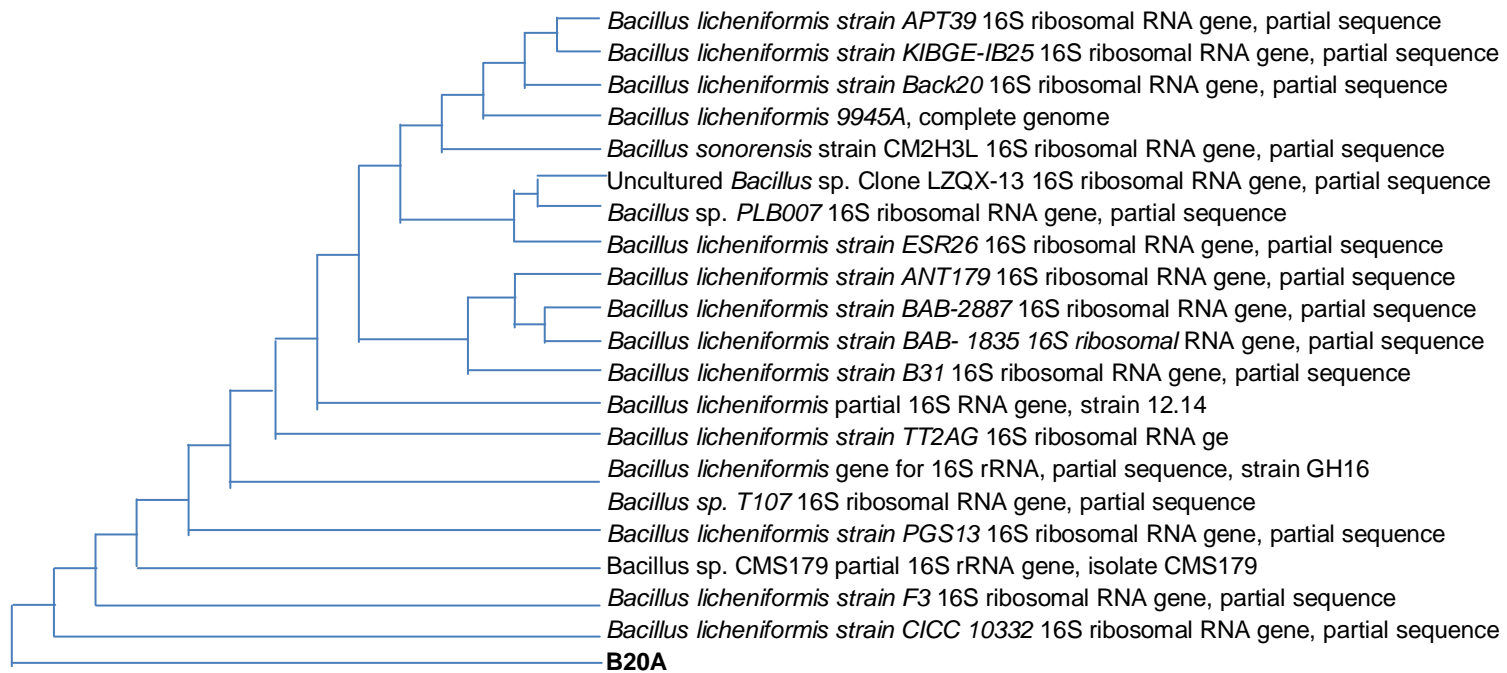 Bacillus licheniformis strain APT39 16S ribosomal RNA gene, partial sequence
Bacillus licheniformis strain KIBGE-IB25 16S ribosomal RNA gene, partial sequence
Bacillus licheniformis strain Back20 16S ribosomal RNA gene, partial sequence
Bacillus licheniformis 9945A, complete genome
Bacillus sonorensis strain CM2H3L 16S ribosomal RNA gene, partial sequence
Uncultured Bacillus sp. Clone LZQX-13 16S ribosomal RNA gene, partial sequence
Bacillus sp. PLB007 16S ribosomal RNA gene, partial sequence
Bacillus licheniformis strain ESR26 16S ribosomal RNA gene, partial sequence
Bacillus licheniformis strain ANT179 16S ribosomal RNA gene, partial sequence
Bacillus licheniformis strain BAB-2887 16S ribosomal RNA gene, partial sequence
Bacillus licheniformis strain BAB- 1835 16S ribosomal RNA gene, partial sequence
Bacillus licheniformis strain B31 16S ribosomal RNA gene, partial sequence
Bacillus licheniformis partial 16S RNA gene, strain 12.14
Bacillus licheniformis strain TT2AG 16S ribosomal RNA ge
Bacillus licheniformis gene for 16S rRNA, partial sequence, strain GH16
Bacillus sp. T107 16S ribosomal RNA gene, partial sequence
Bacillus licheniformis strain PGS13 16S ribosomal RNA gene, partial sequence
Bacillus sp. CMS179 partial 16S rRNA gene, isolate CMS179
Bacillus licheniformis strain F3 16S ribosomal RNA gene, partial sequence
Bacillus licheniformis strain CICC 10332 16S ribosomal RNA gene, partial sequence
B20A